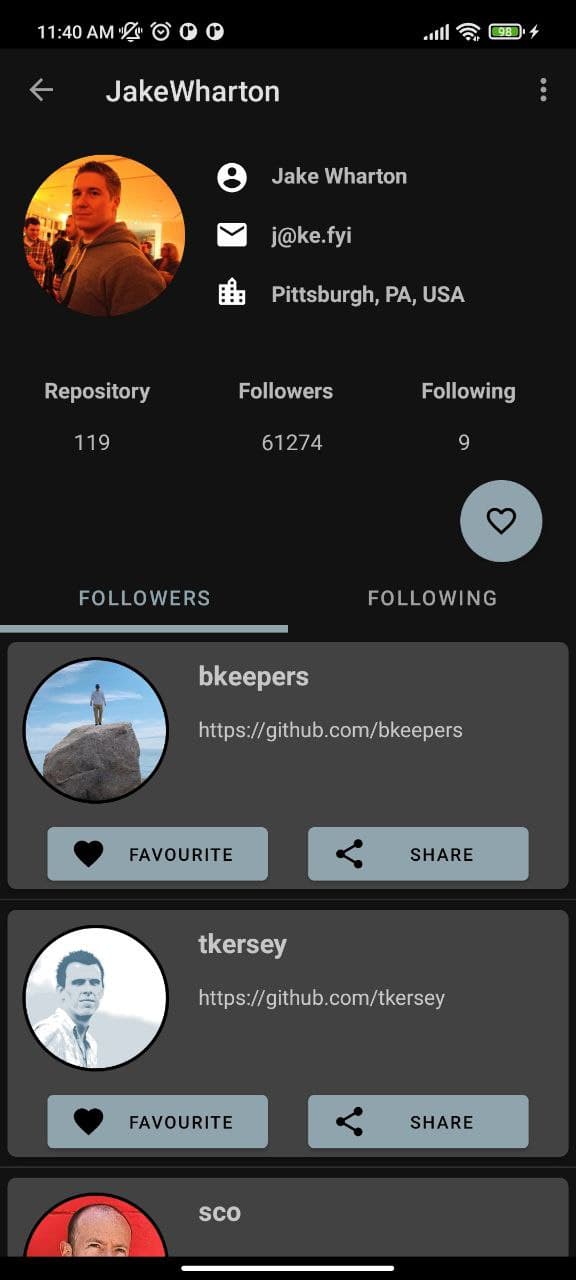 11:40 AM
98
JakeWharton
Jake Wharton
j@ke.fyi
Pittsburgh, PA, USA
Repository Followers Following
119 61274 9
FOLLOWERS FOLLOWING
bkeepers
https://github.com/bkeepers
FAVOURITE SHARE
tkersey
https://github.com/tkersey
FAVOURITE SHARE
sco